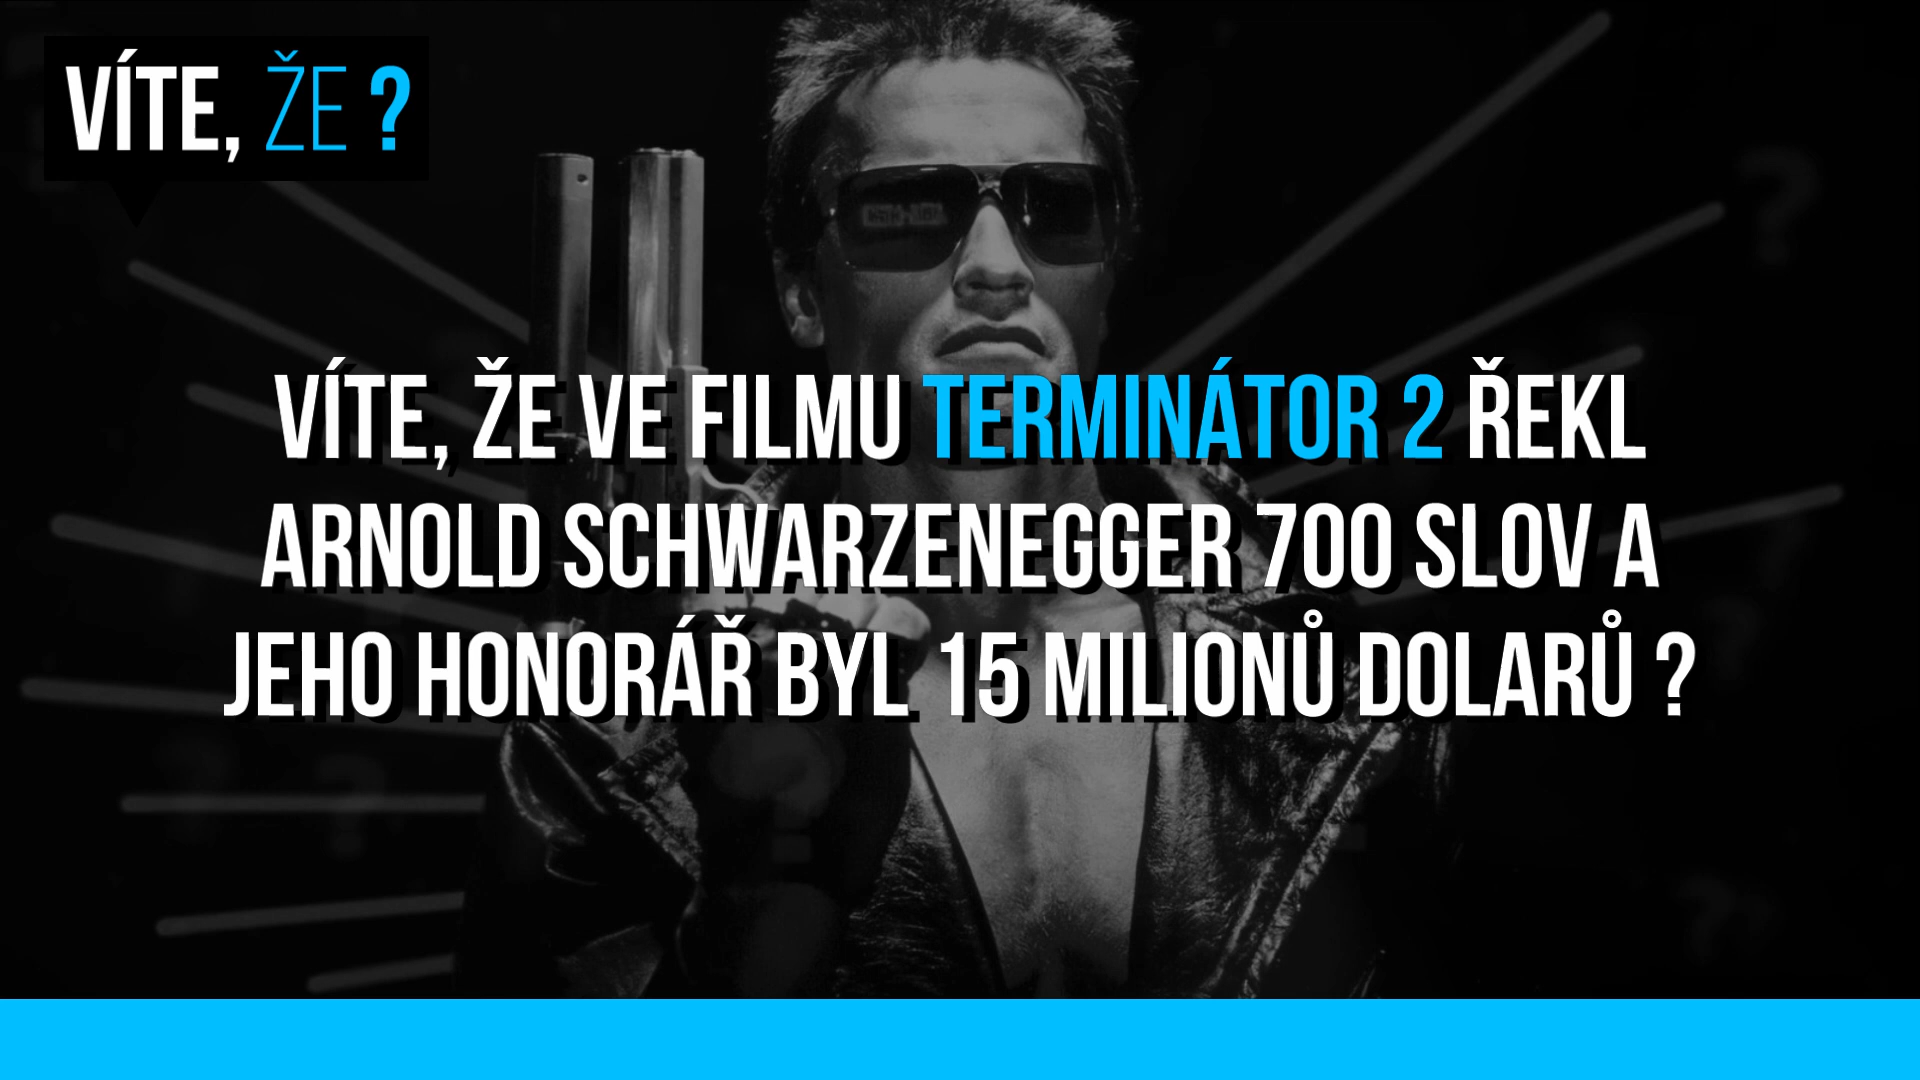 VÍTE, ŽE ?
VÍTE, ŽE VE FILMU TERMINÁTOR 2 ŘEKL
ARNOLD SCHWARZENEGGER 700 SLOV A
JEHO HONORÁŘ BYL 15 MILIONŮ DOLARŮ ?